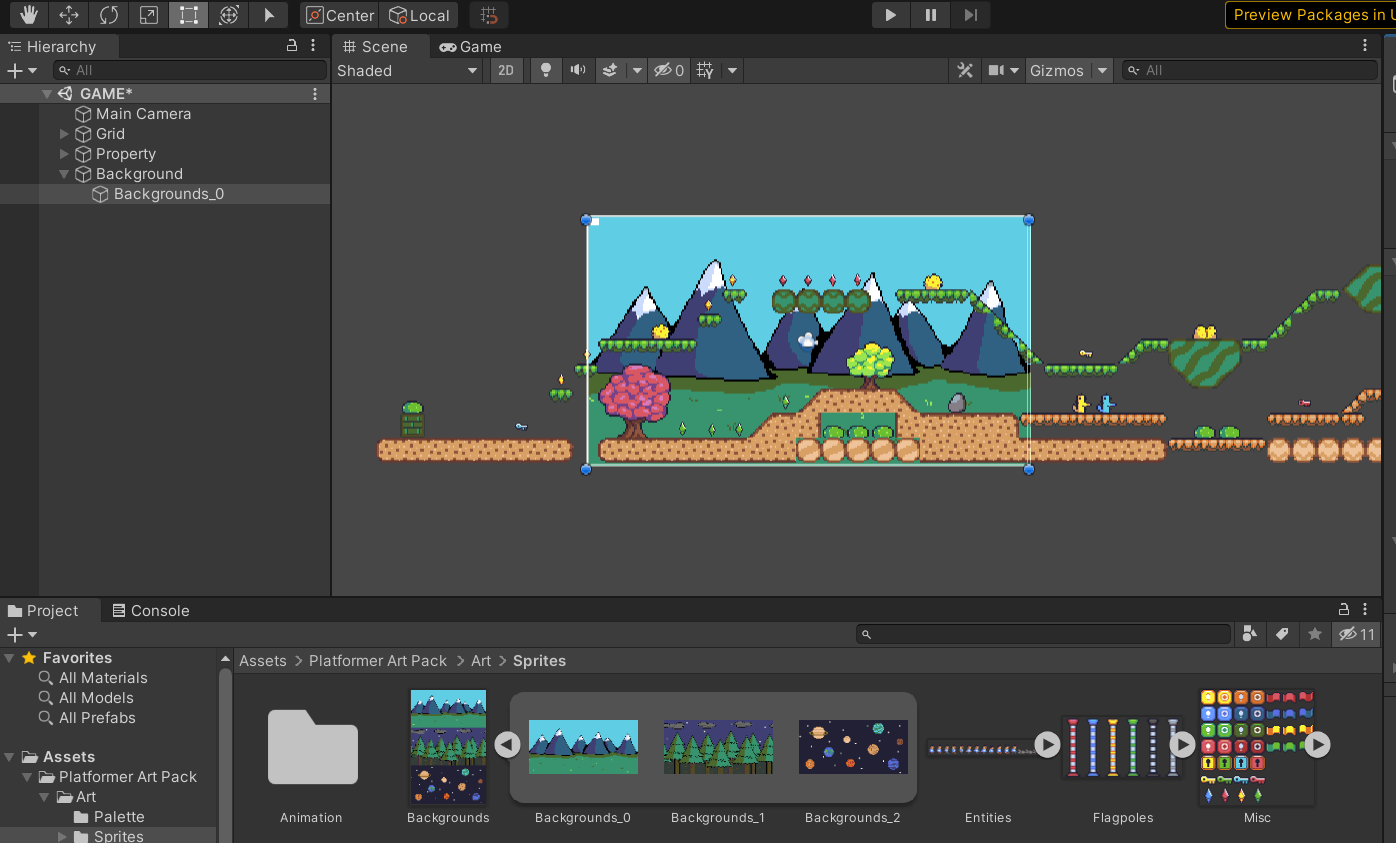 Center Local Preview Packages in U
Hierarchy
All
GAME*
Main Camera
Grid
Property
Background
Backgrounds_0
Scene Game
Shaded 2D 0 Gizmos All
Project Console
11
Favorites
All Materials
All Models
All Prefabs
Assets
Platformer Art Pack
Art
Palette
Sprites
Assets > Platformer Art Pack > Art > Sprites
Animation Backgrounds Backgrounds_0 Backgrounds_1 Backgrounds_2 Entities Flagpoles Misc